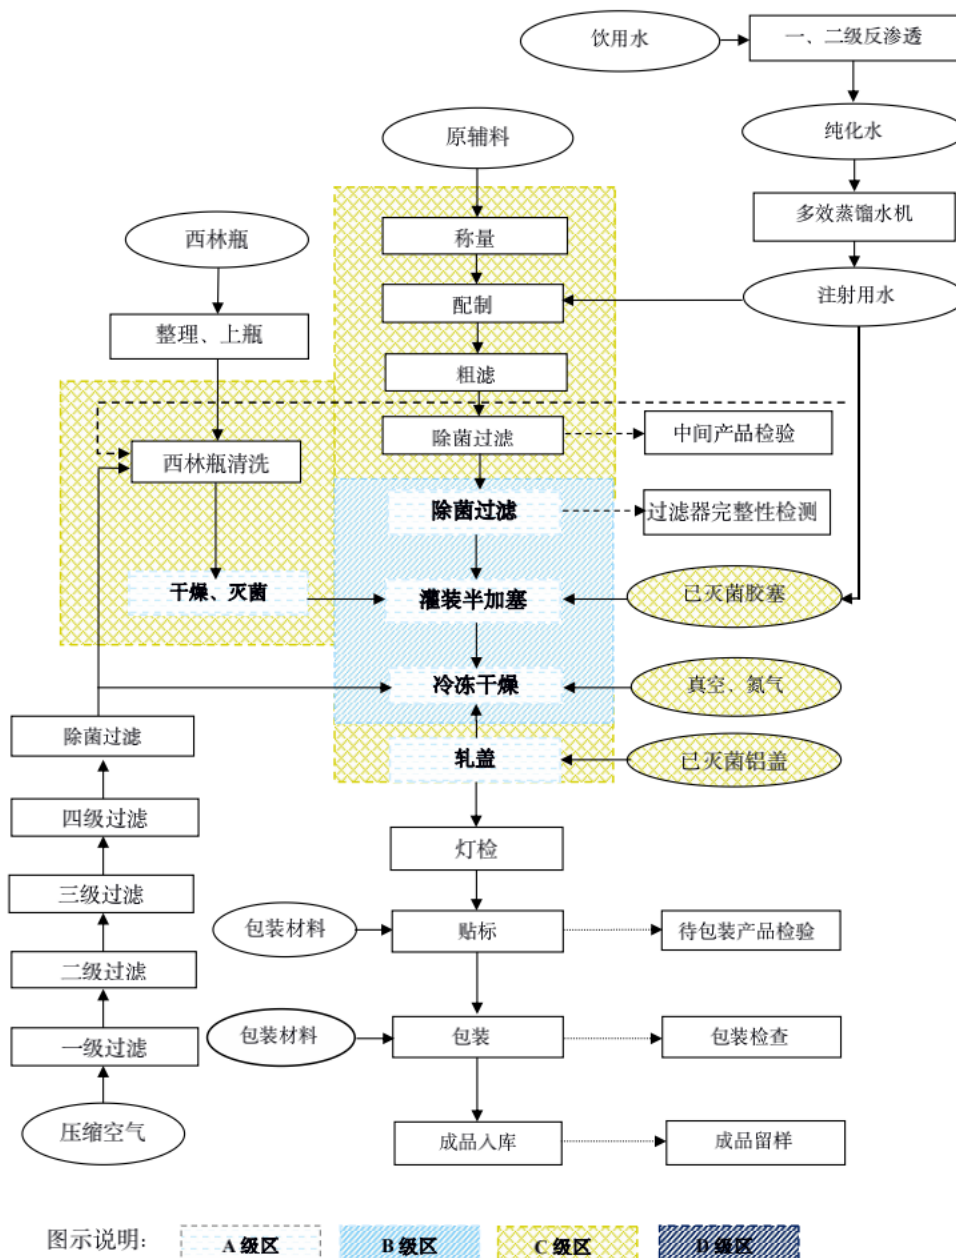 饮用水
一、二级反渗透
原辅料
纯化水
称量
多效蒸馏水机
西林瓶
配制
注射用水
整理、上瓶
粗滤
除菌过滤
中间产品检验
西林瓶清洗
除菌过滤
过滤器完整性检测
干燥、灭菌
灌装半加塞
已灭菌胶塞
冷冻干燥
真空、氮气
除菌过滤
轧盖
已灭菌铝盖
四级过滤
灯检
三级过滤
包装材料
贴标
待包装产品检验
二级过滤
包装材料
包装
包装检查
一级过滤
压缩空气
成品入库
成品留样
图示说明:
A 级区
B 级区
C 级区
D 级区